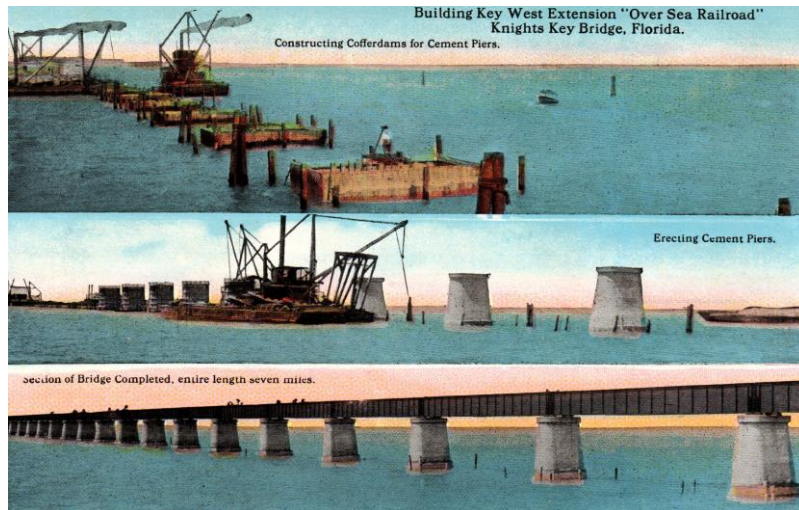 Building Key West Extension "Over Sea Railroad"
Knights Key Bridge, Florida.
Constructing Cofferdams for Cement Piers.
Erecting Cement Piers.
Section of Bridge Completed, entire length seven miles.